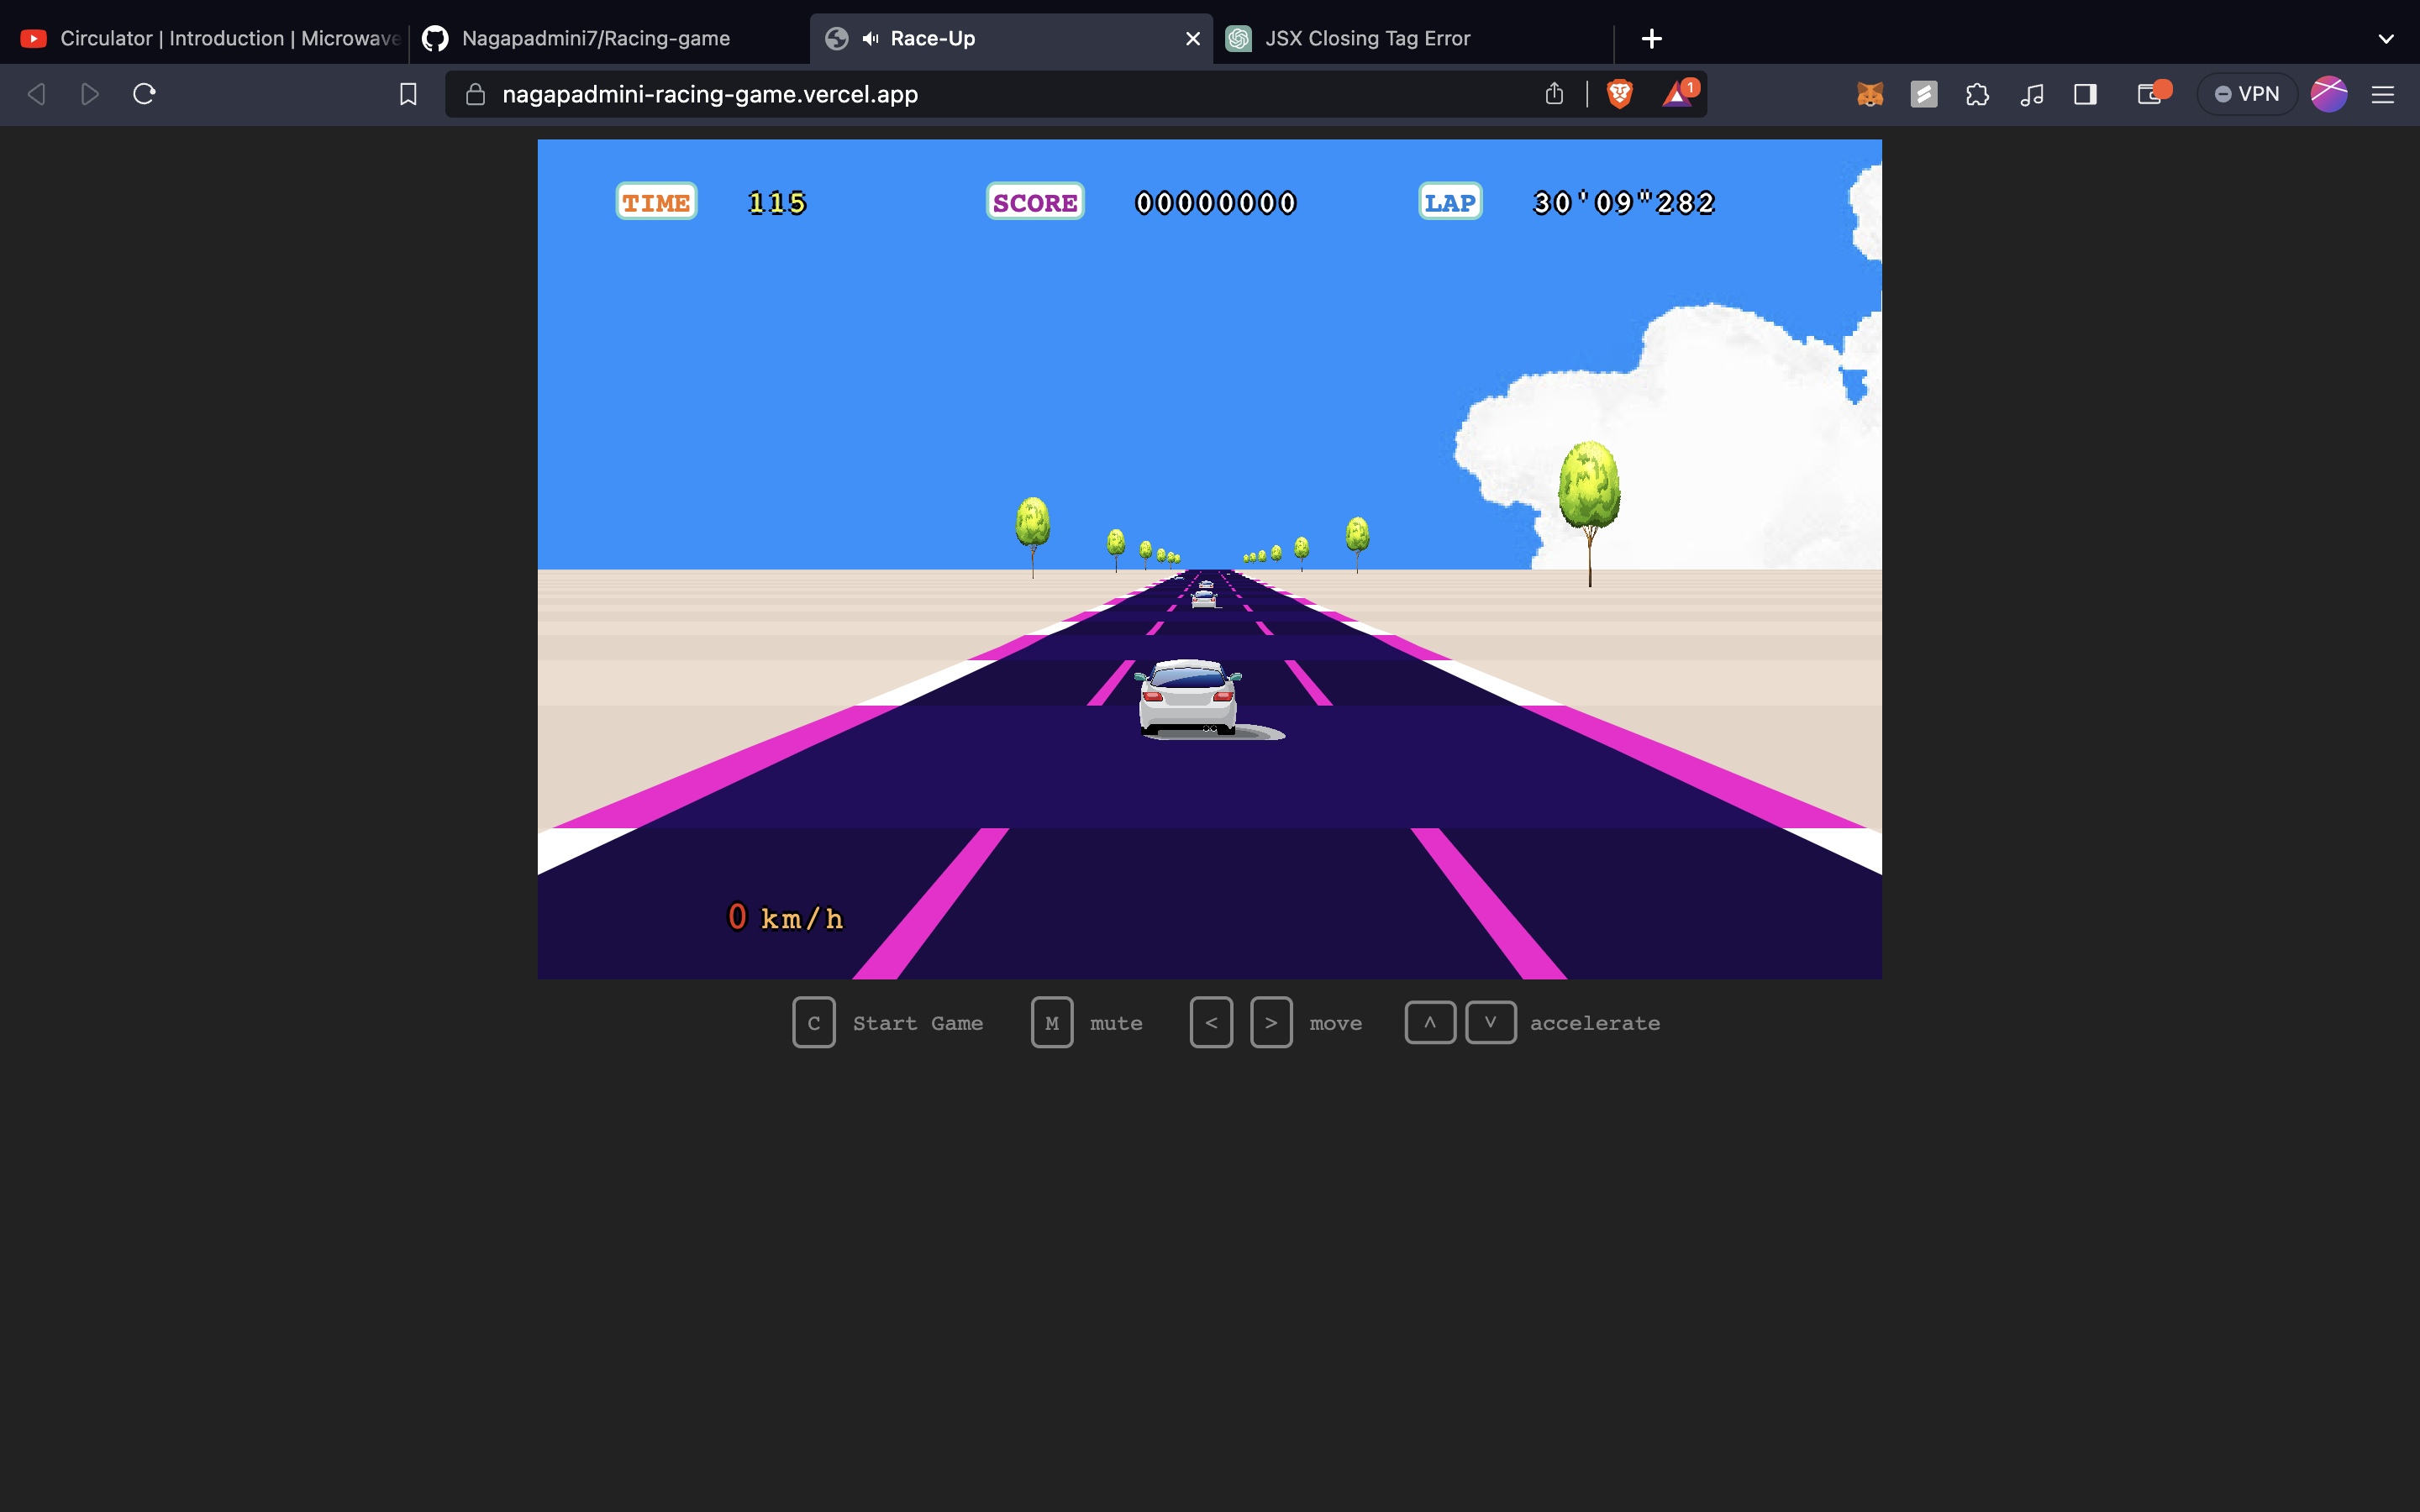 Circulator | Introduction | Microwave
Nagapadmini7/Racing-game
Race-Up
JSX Closing Tag Error
nagapadmini-racing-game.vercel.app
1
VPN
TIME 115 SCORE 00000000 LAP 30'09"282
0 km/h
C Start Game M mute < > move ^ v accelerate